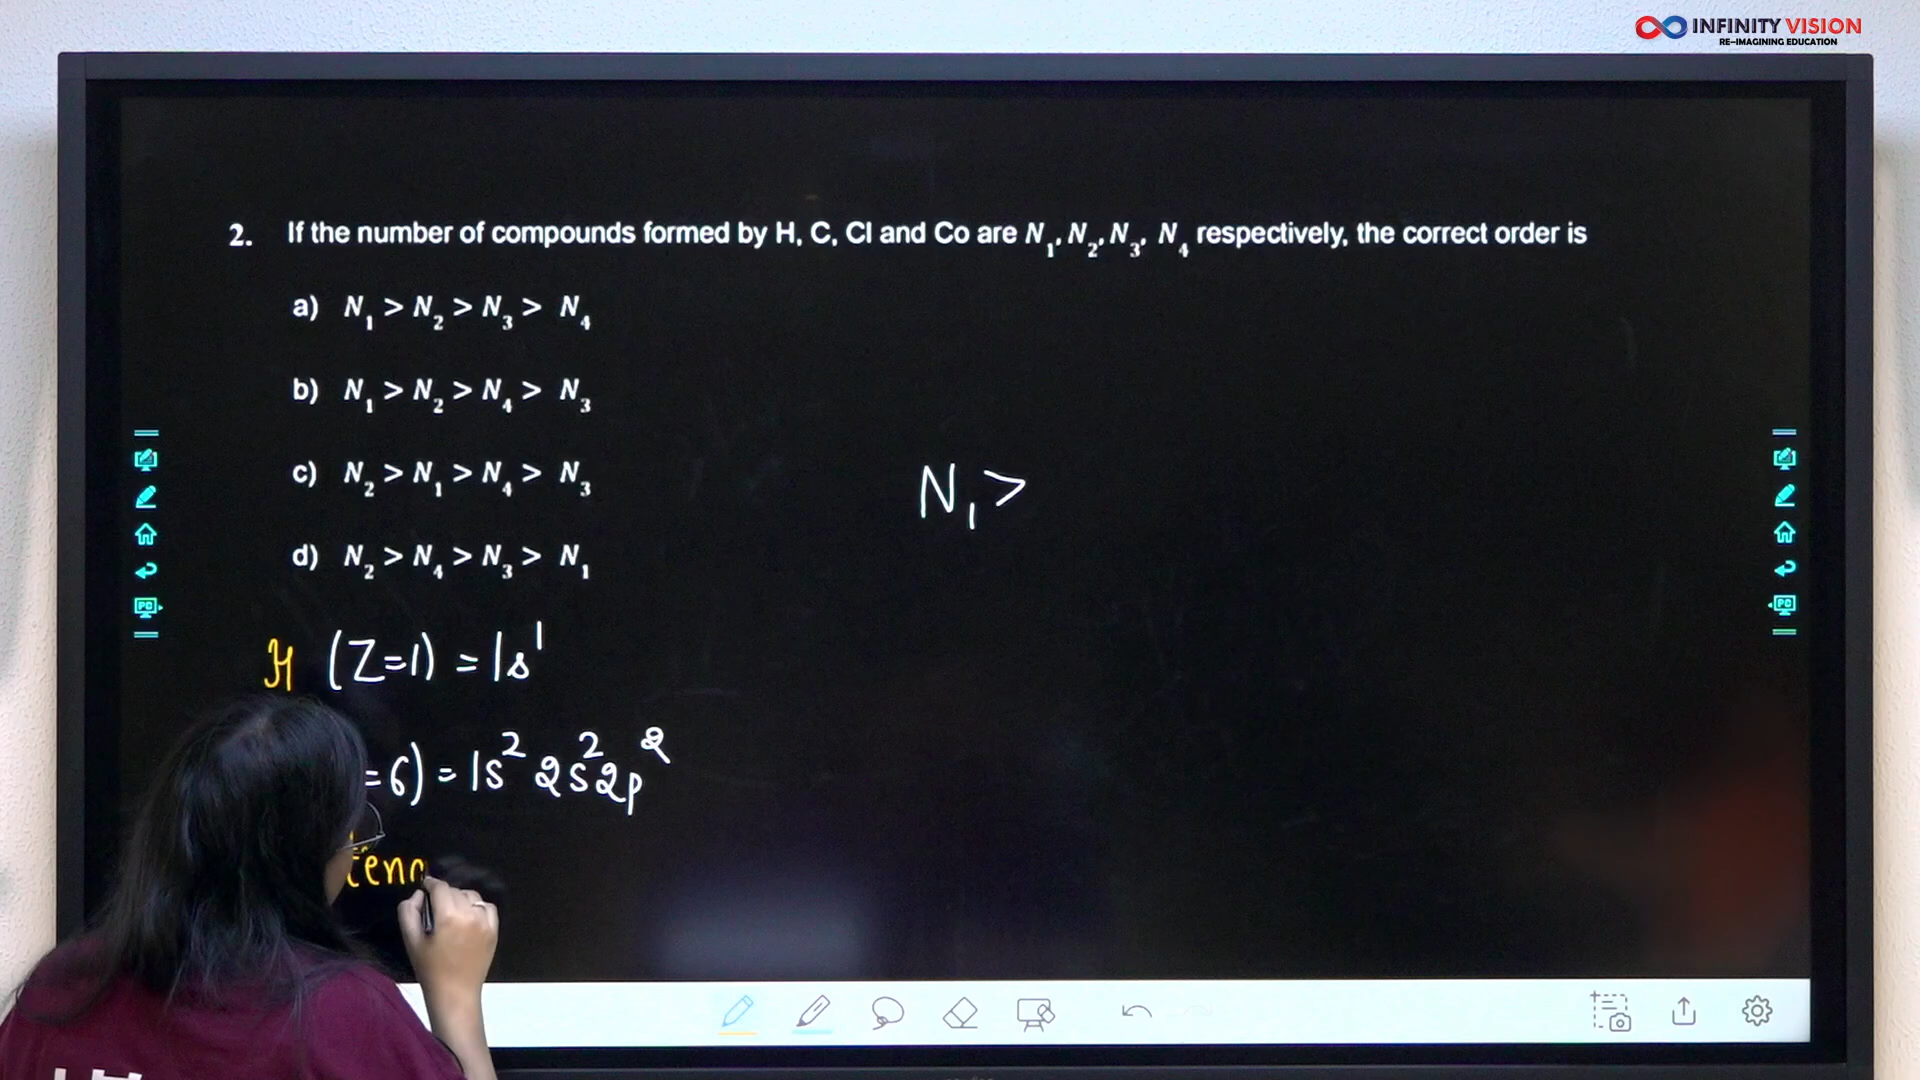 INFINITY VISION
RE-IMAGINING EDUCATION
2. If the number of compounds formed by H, C, Cl and Co are N₁, N₂, N₃, N₄ respectively, the correct order is
a) N₁ > N₂ > N₃ > N₄
b) N₁ > N₂ > N₄ > N₃
c) N₂ > N₁ > N₄ > N₃
d) N₂ > N₄ > N₃ > N₁
N₁ >
H (Z=1) = 1s¹
=6) = 1s² 2s² 2p²